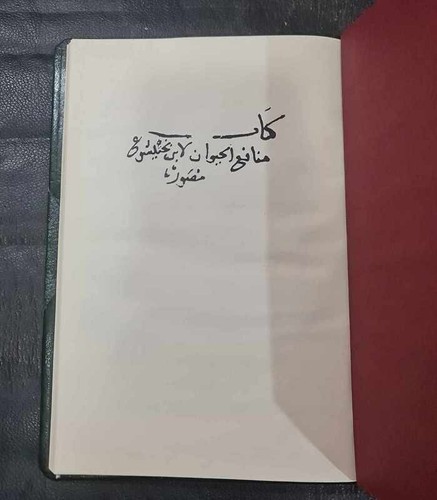 كتاب
منافع الحيوان لابن بختيشوع
مصور